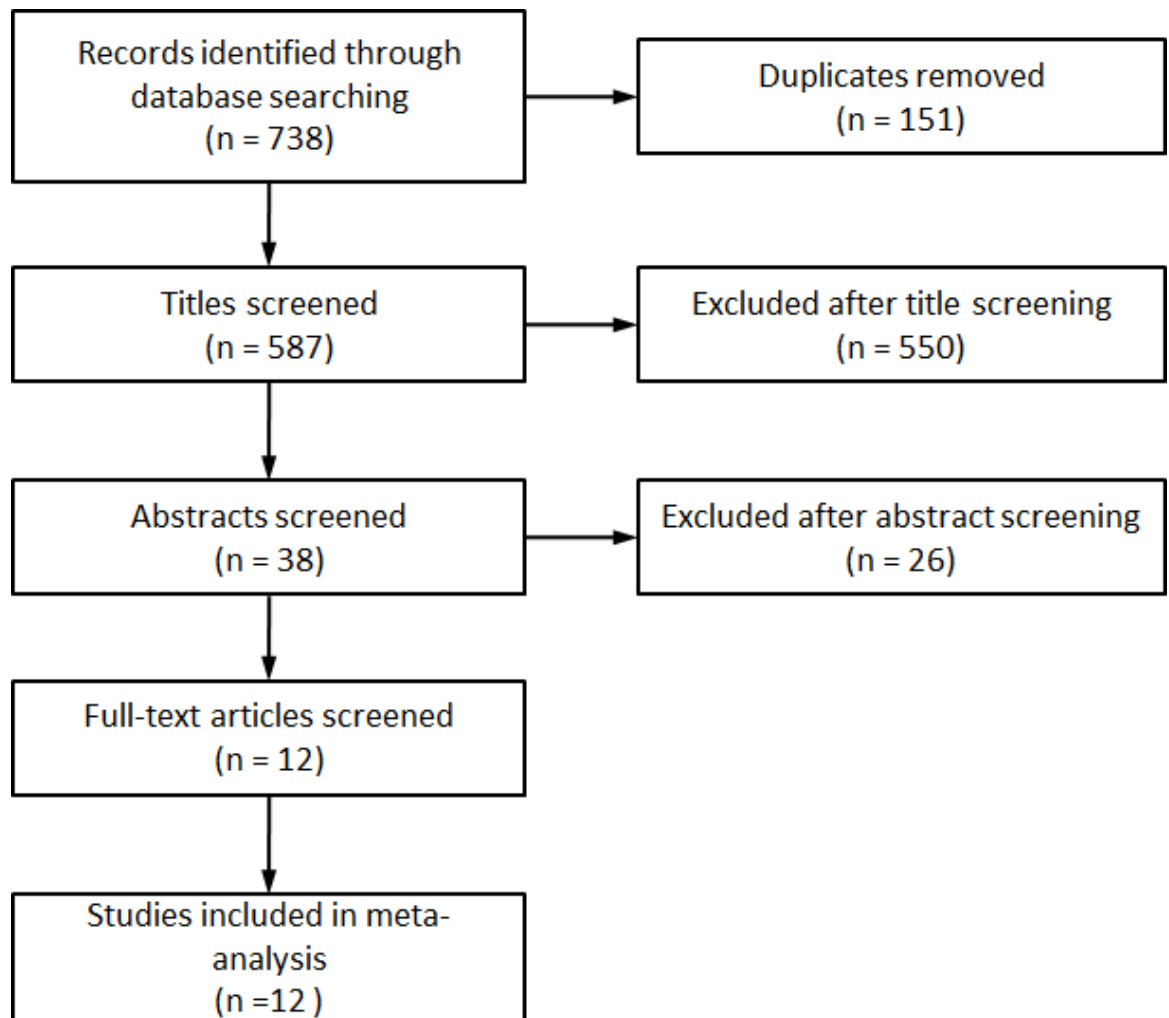 Records identified through
database searching
(n = 738)
Duplicates removed
(n = 151)
Titles screened
(n = 587)
Excluded after title screening
(n = 550)
Abstracts screened
(n = 38)
Excluded after abstract screening
(n = 26)
Full-text articles screened
(n = 12)
Studies included in meta-
analysis
(n =12 )